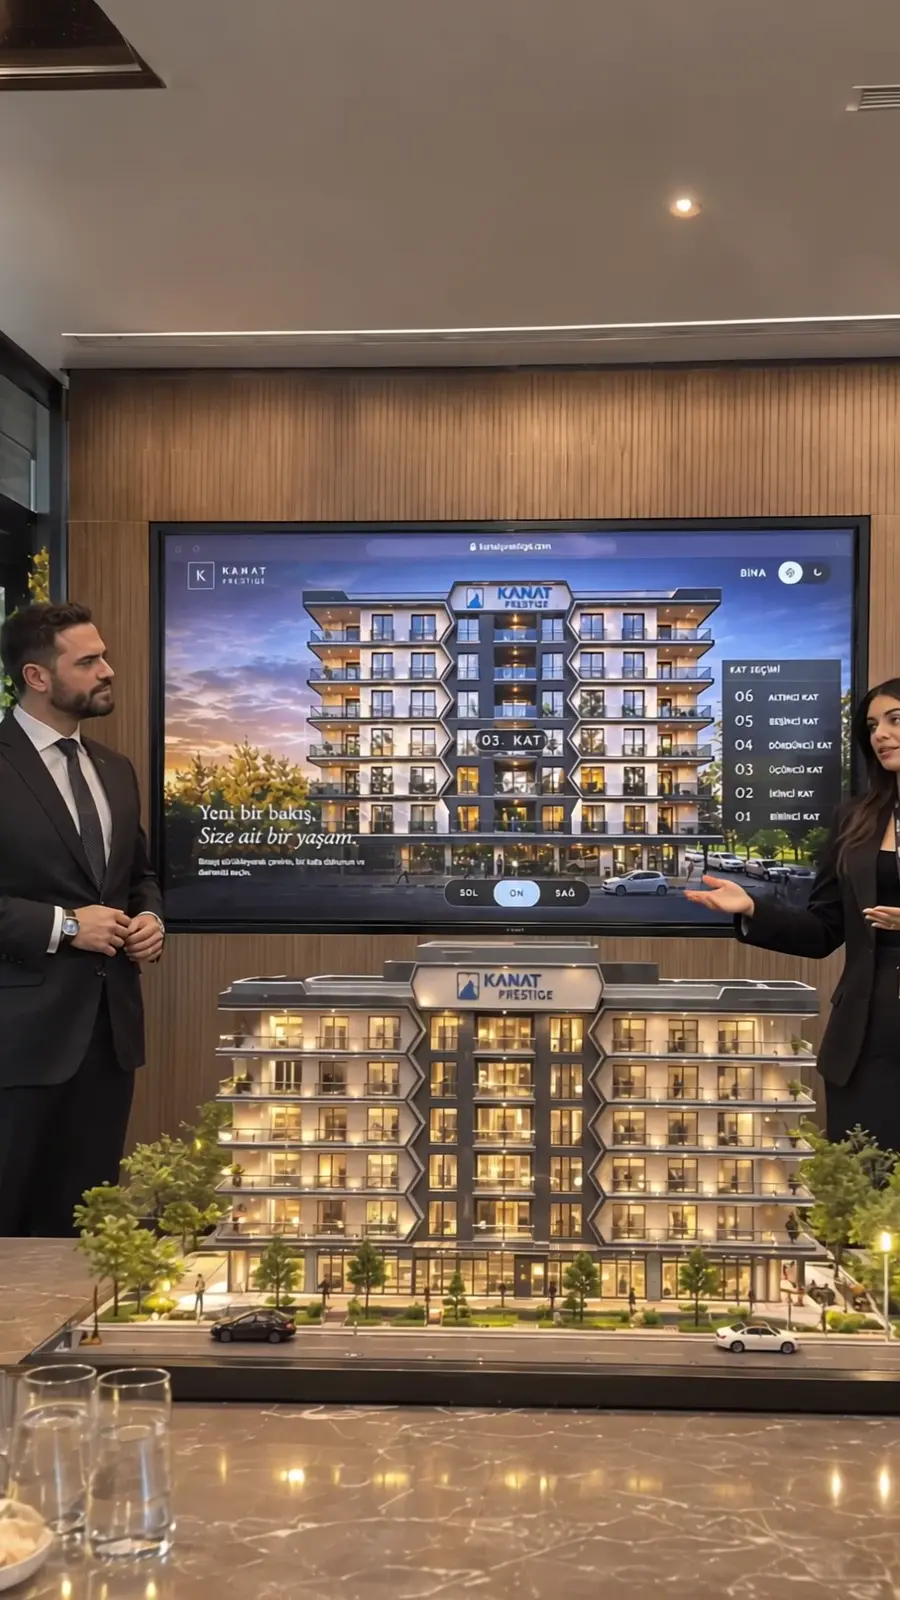 K
KANAT
PRESTIGE
BİNA
KANAT
PRESTIGE
KAT SEÇİMİ
06 ALTINCI KAT
05 BEŞİNCİ KAT
04 DÖRDÜNCÜ KAT
03 ÜÇÜNCÜ KAT
02 İKİNCİ KAT
01 BİRİNCİ KAT
03. KAT
Yeni bir bakış,
Size ait bir yaşam.
SOL
ÖN
SAĞ
KANAT
PRESTIGE